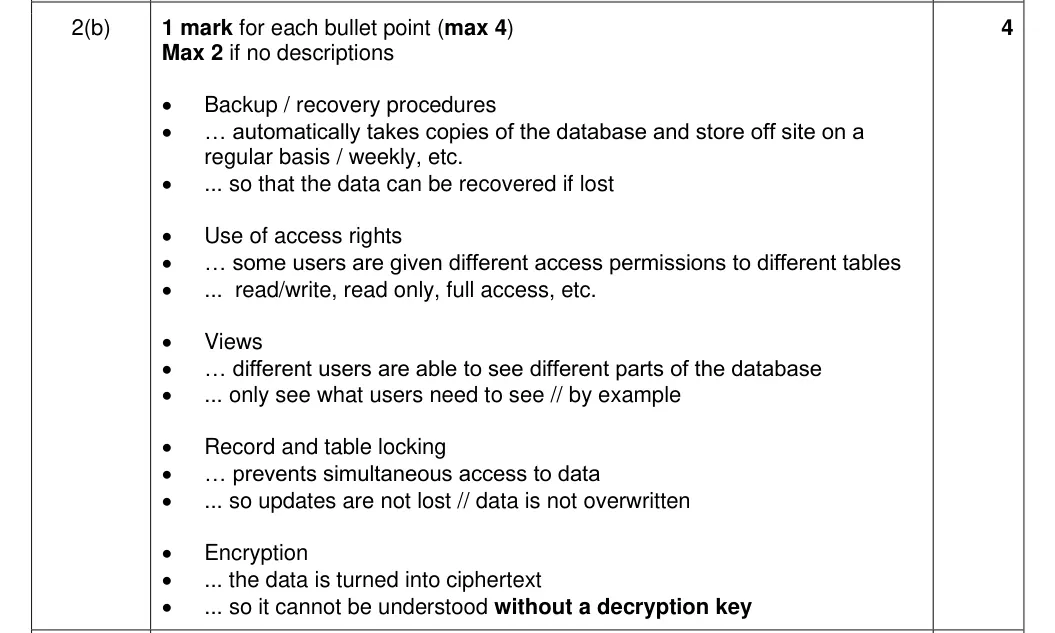 2(b) 1 mark for each bullet point (max 4) 4
Max 2 if no descriptions
• Backup / recovery procedures
• … automatically takes copies of the database and store off site on a
regular basis / weekly, etc.
• ... so that the data can be recovered if lost
• Use of access rights
• … some users are given different access permissions to different tables
• ... read/write, read only, full access, etc.
• Views
• … different users are able to see different parts of the database
• ... only see what users need to see // by example
• Record and table locking
• … prevents simultaneous access to data
• ... so updates are not lost // data is not overwritten
• Encryption
• ... the data is turned into ciphertext
• ... so it cannot be understood without a decryption key